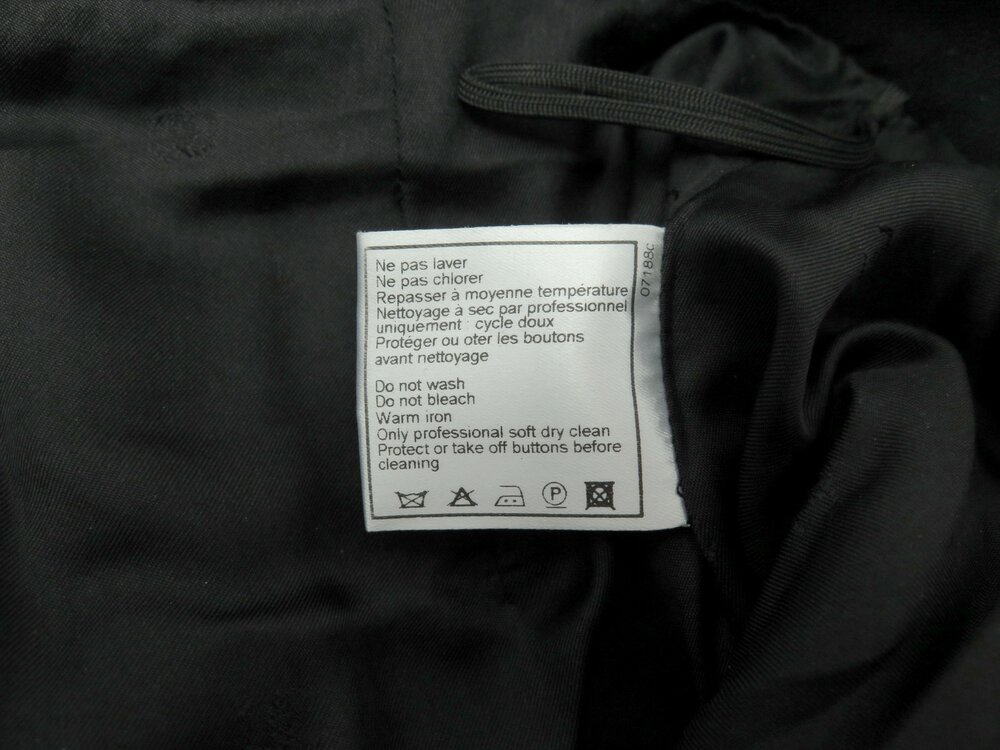 Ne pas laver
Ne pas chlorer
Repasser à moyenne température
Nettoyage à sec par professionnel
uniquement : cycle doux
Protéger ou oter les boutons
avant nettoyage
Do not wash
Do not bleach
Warm iron
Only professional soft dry clean
Protect or take off buttons before
cleaning
P
07188c